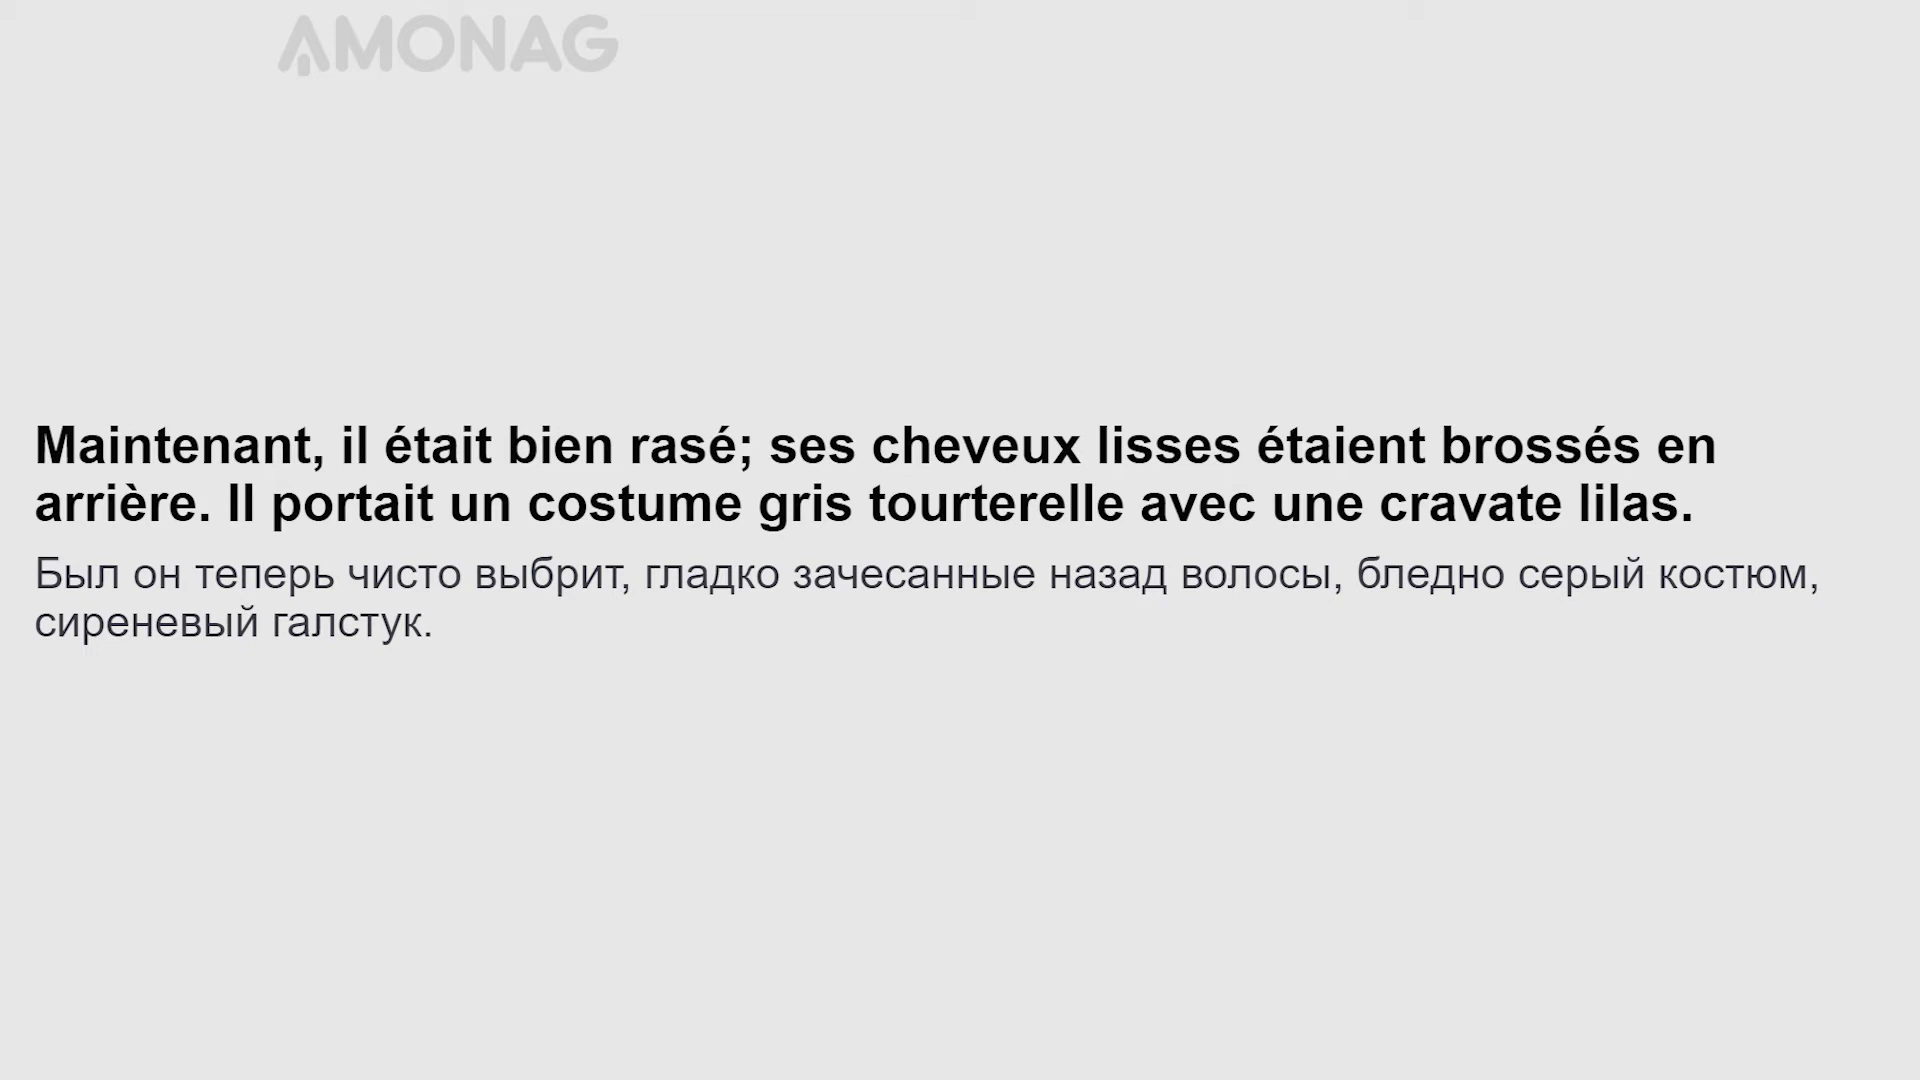 AMONAG
Maintenant, il était bien rasé; ses cheveux lisses étaient brossés en
arrière. Il portait un costume gris tourterelle avec une cravate lilas.
Был он теперь чисто выбрит, гладко зачесанные назад волосы, бледно серый костюм,
сиреневый галстук.